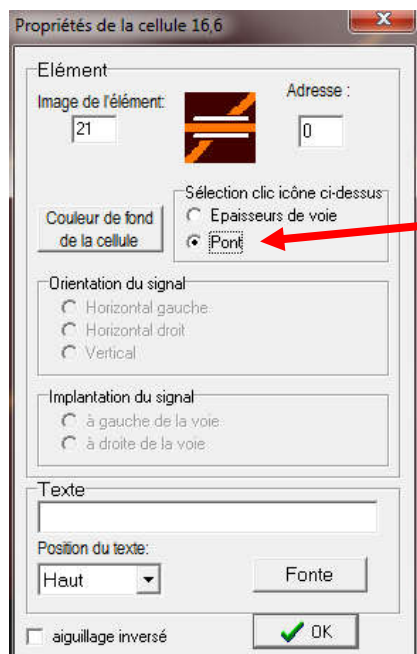 Propriétés de la cellule 16,6
Elément
Image de l'élément:
Adresse :
21
0
Sélection clic icône ci-dessus
Couleur de fond
de la cellule
Epaisseurs de voie
Pont
Orientation du signal
Horizontal gauche
Horizontal droit
Vertical
Implantation du signal
à gauche de la voie
à droite de la voie
Texte
Position du texte:
Haut
Fonte
aiguillage inversé
OK